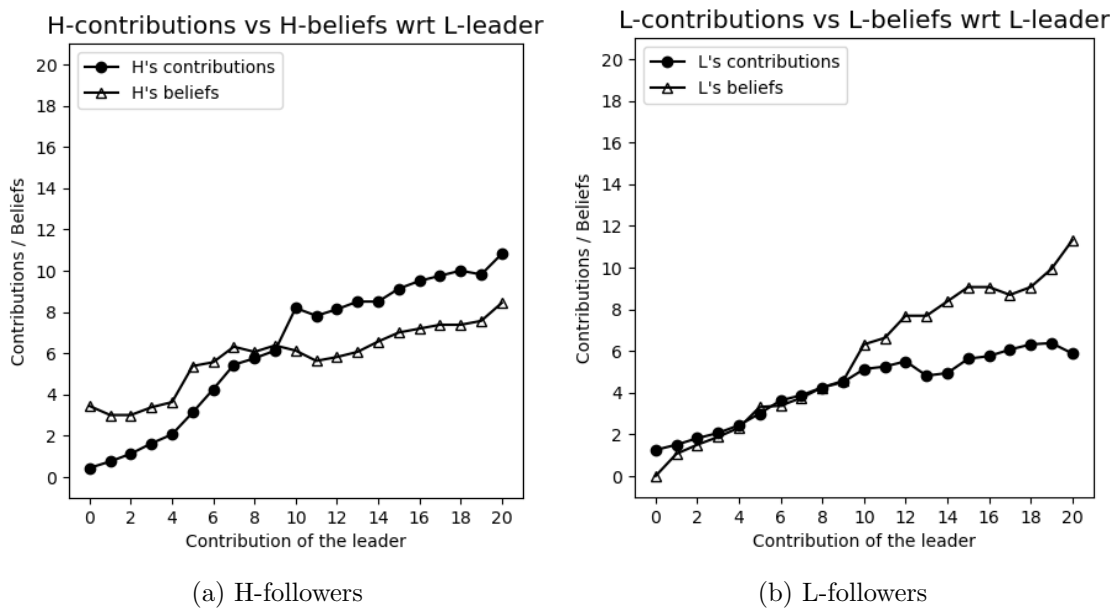 H-contributions vs H-beliefs wrt L-leader
H's contributions
H's beliefs
20
18
16
14
12
10
8
6
4
2
0
Contributions / Beliefs
0 2 4 6 8 10 12 14 16 18 20
Contribution of the leader
(a) H-followers
L-contributions vs L-beliefs wrt L-leader
L's contributions
L's beliefs
20
18
16
14
12
10
8
6
4
2
0
Contributions / Beliefs
0 2 4 6 8 10 12 14 16 18 20
Contribution of the leader
(b) L-followers